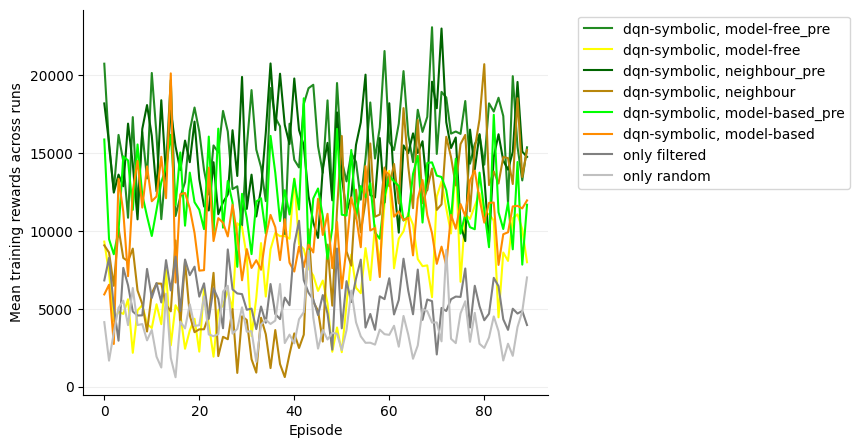 Mean training rewards across runs
20000
15000
10000
5000
0
0 20 40 60 80
Episode
dqn-symbolic, model-free_pre
dqn-symbolic, model-free
dqn-symbolic, neighbour_pre
dqn-symbolic, neighbour
dqn-symbolic, model-based_pre
dqn-symbolic, model-based
only filtered
only random